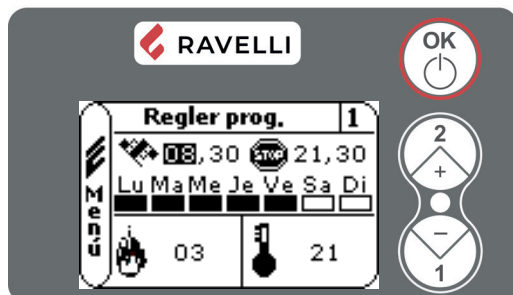 RAVELLI
OK
Regler prog. 1
08,30 STOP 21,30
Lu Ma Me Je Ve Sa Di
03 21
Menú
2
+
−
1